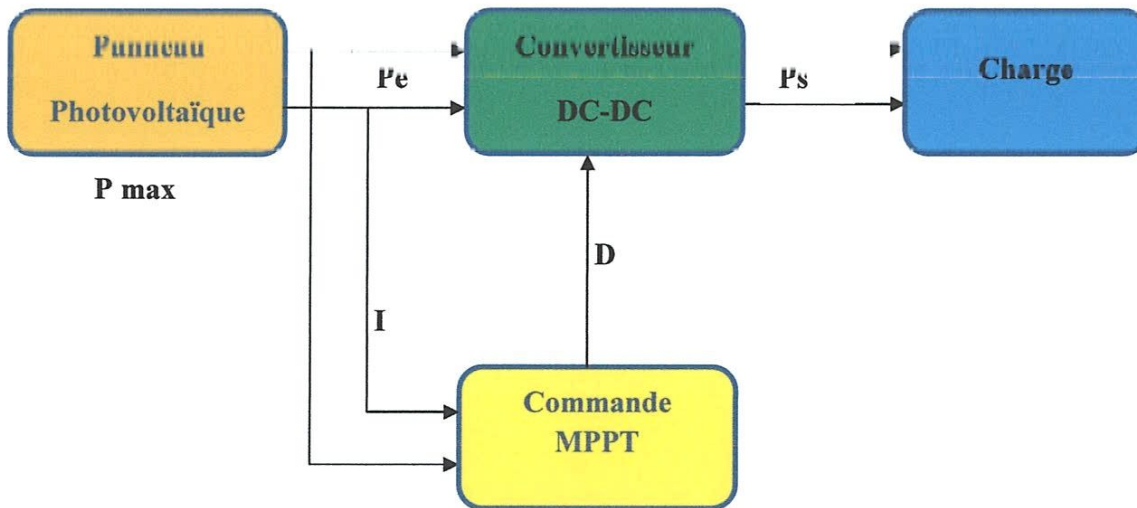 Panneau
Photovoltaïque
P max
Pe
Convertisseur
DC-DC
Ps
Charge
D
I
Commande
MPPT